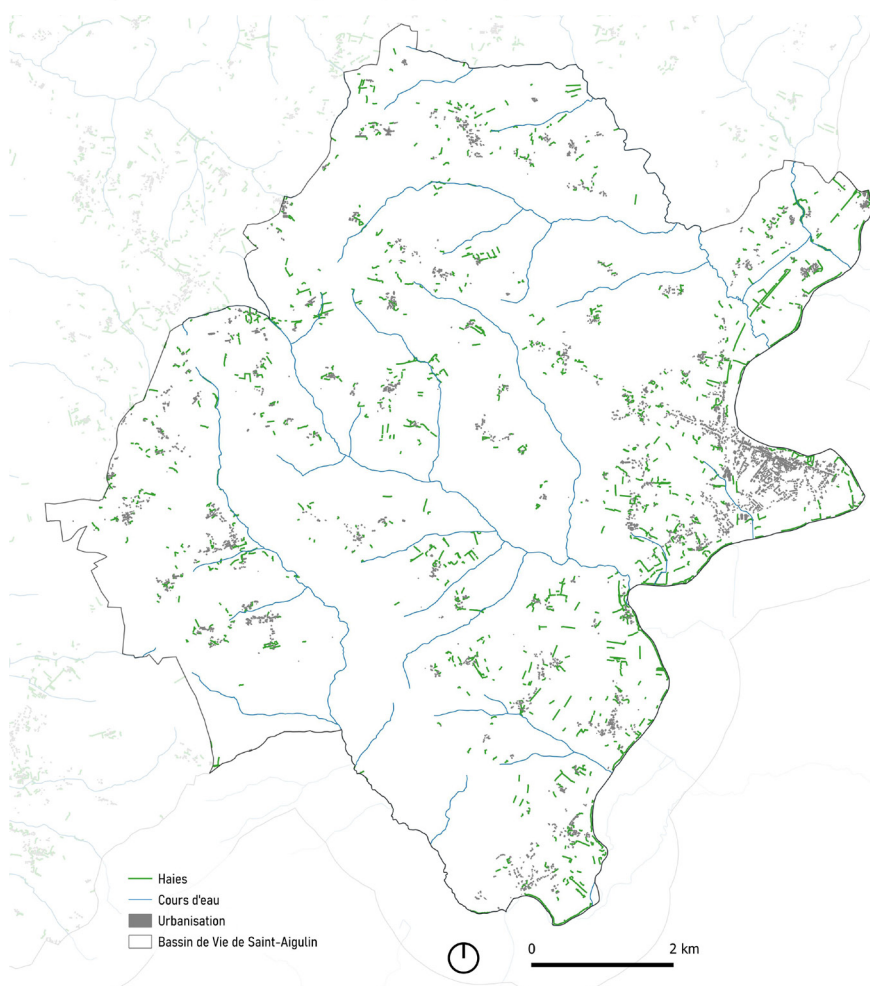 Haies
Cours d'eau
Urbanisation
Bassin de Vie de Saint-Aigulin
0 2 km